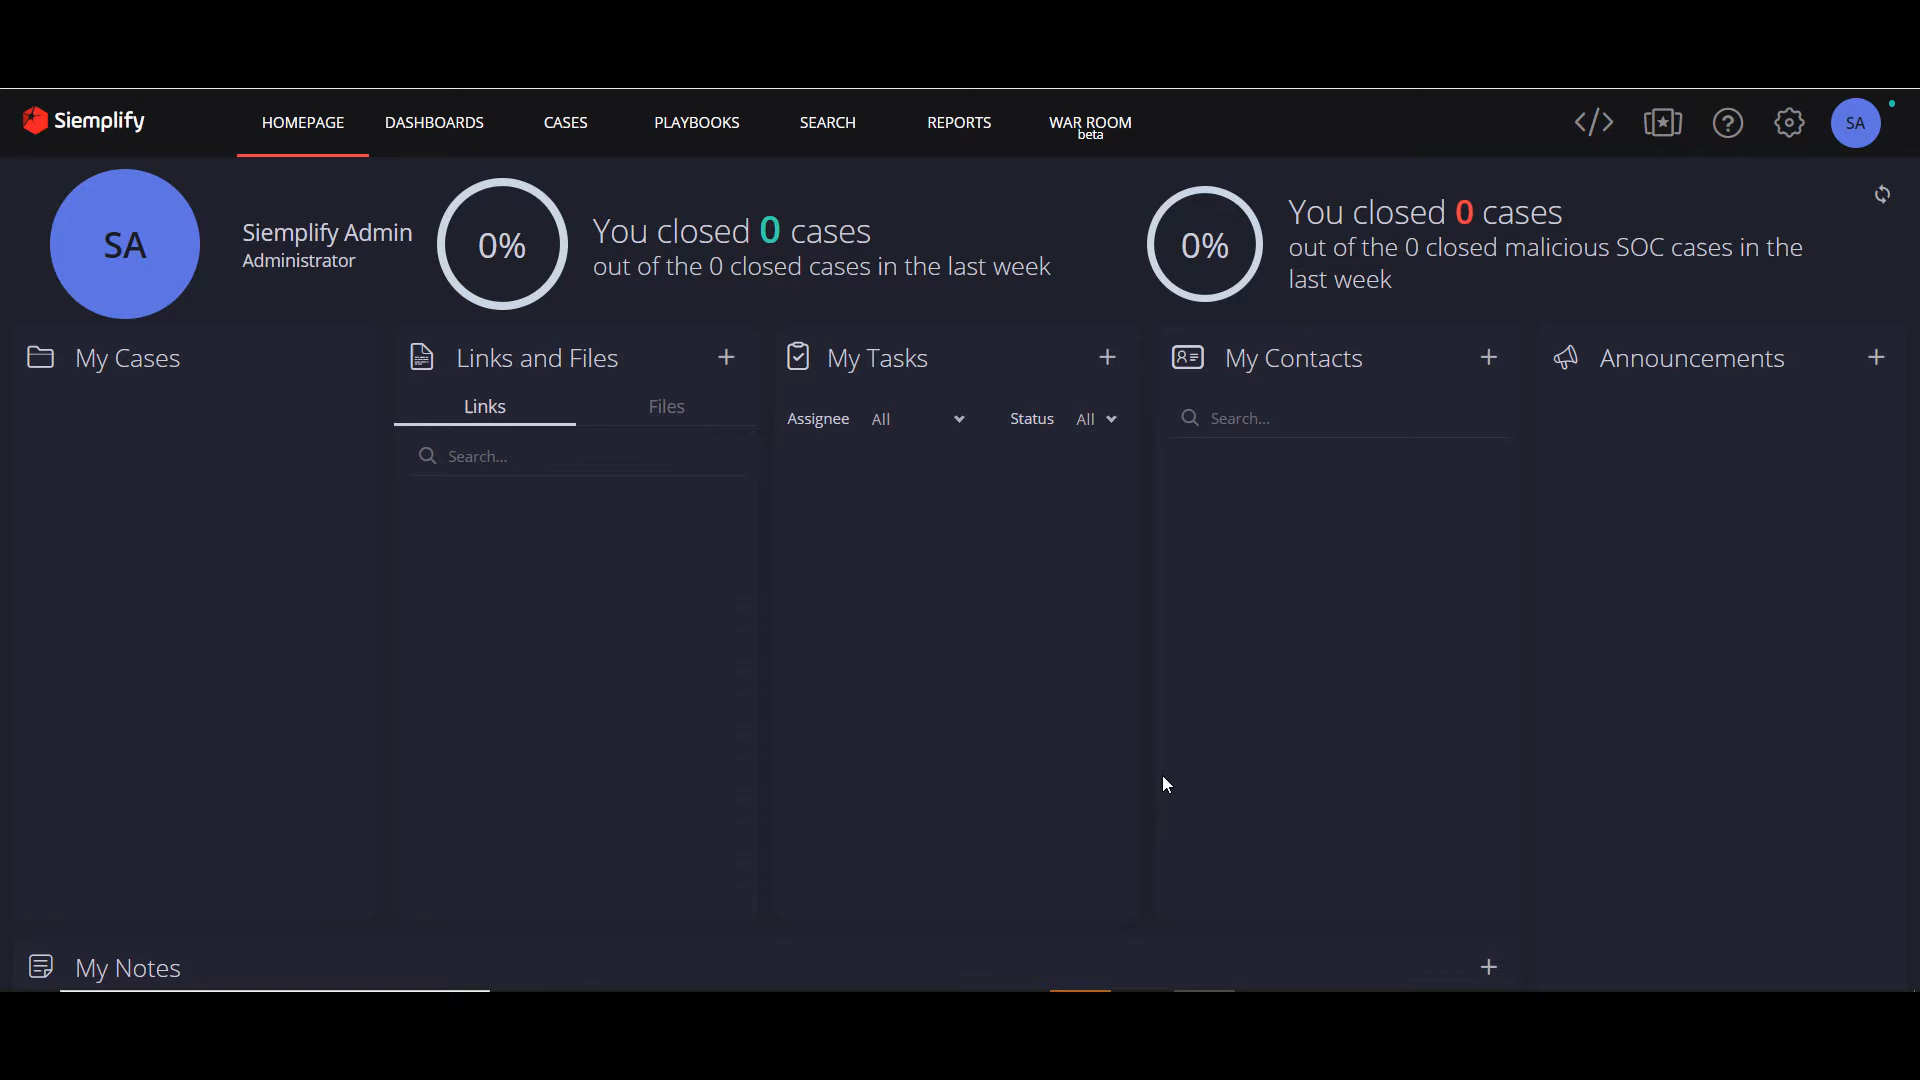 Siemplify
HOMEPAGE
DASHBOARDS
CASES
PLAYBOOKS
SEARCH
REPORTS
WAR ROOM
beta
SA
SA
Siemplify Admin
Administrator
0%
You closed 0 cases
out of the 0 closed cases in the last week
0%
You closed 0 cases
out of the 0 closed malicious SOC cases in the
last week
My Cases
Links and Files
Links
Files
Search...
My Tasks
Assignee
All
Status
All
My Contacts
Search...
Announcements
My Notes